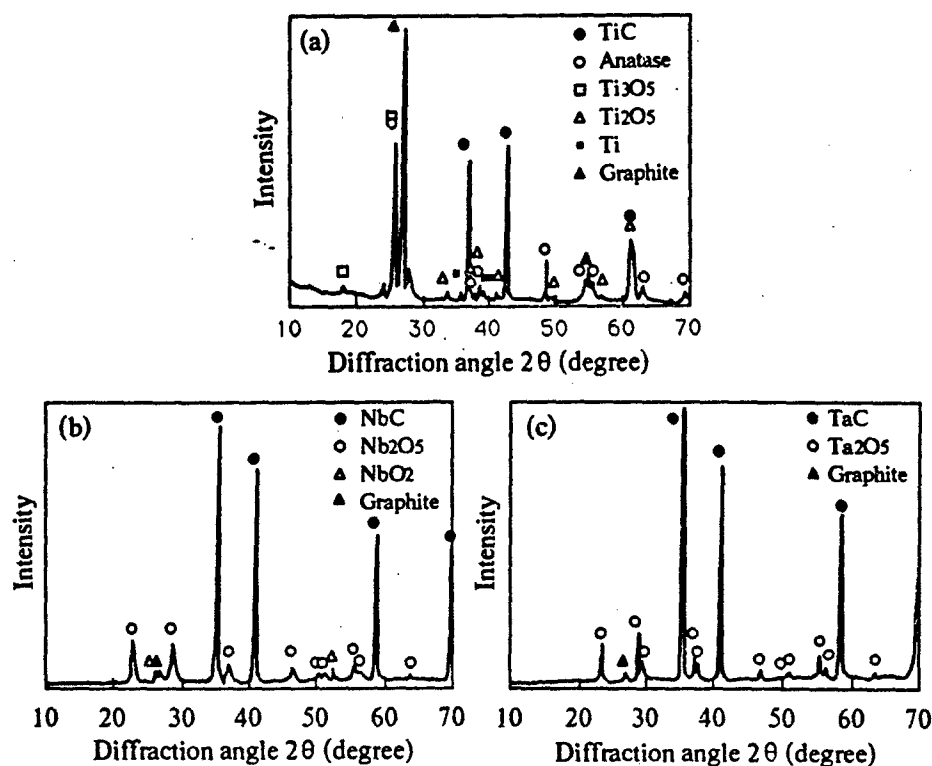 (a)
TiC
Anatase
Ti3O5
Ti2O5
Ti
Graphite
Intensity
10 20 30 40 50 60 70
Diffraction angle 2θ (degree)
(b)
NbC
Nb2O5
NbO2
Graphite
Intensity
10 20 30 40 50 60 70
Diffraction angle 2θ (degree)
(c)
TaC
Ta2O5
Graphite
Intensity
10 20 30 40 50 60 70
Diffraction angle 2θ (degree)